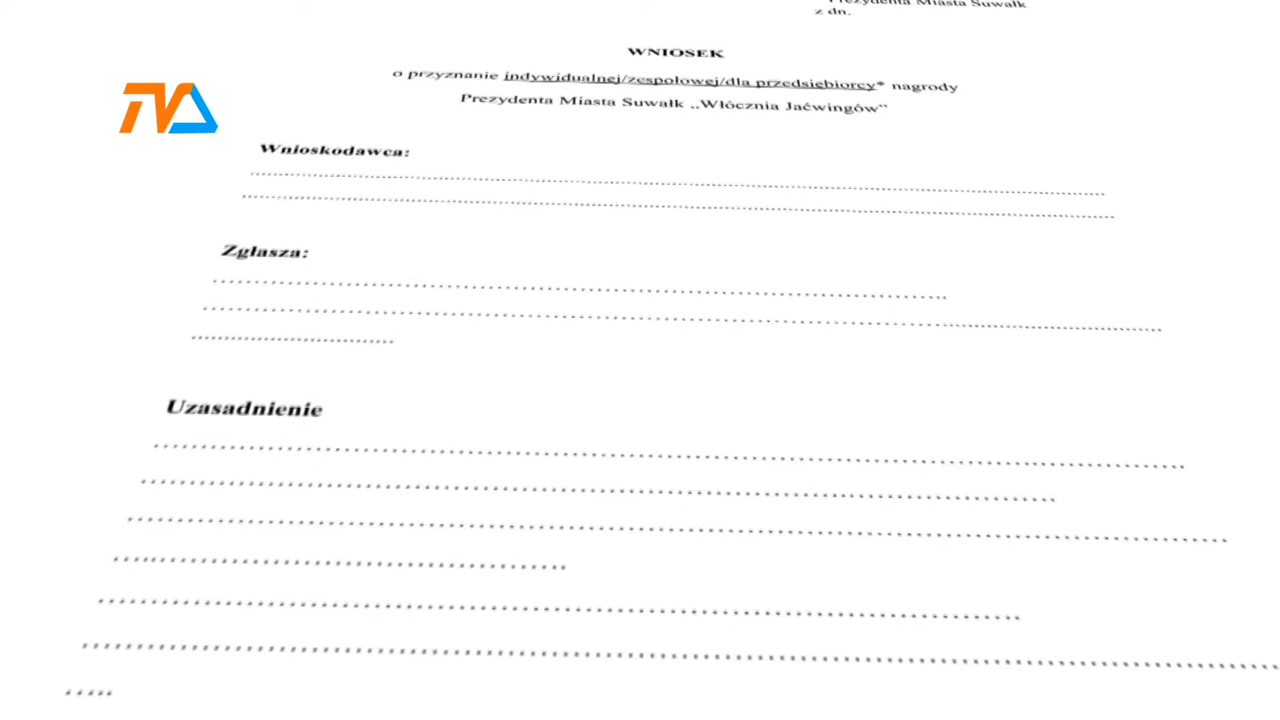 Prezydenta Miasta Suwałk
z dn.
WNIOSEK
o przyznanie indywidualnej/zespołowej/dla przedsiębiorcy* nagrody
Prezydenta Miasta Suwałk „Włócznia Jaćwingów”
TVA
Wnioskodawca:
Zgłasza:
Uzasadnienie